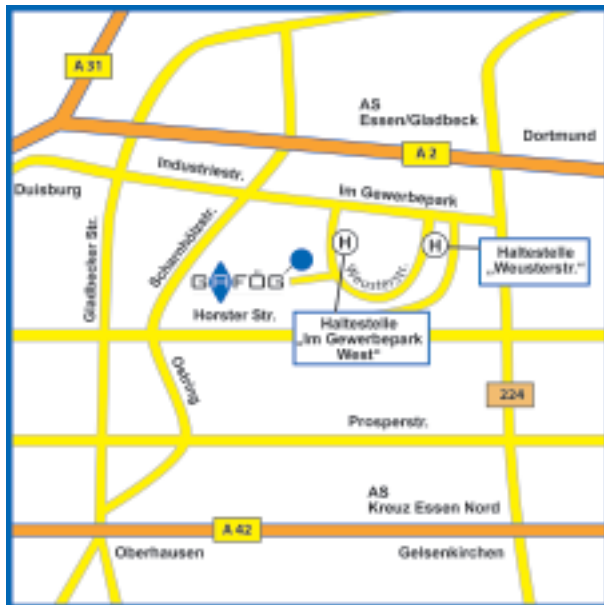 A 31
AS
Essen/Gladbeck
Dortmund
A 2
Industriestr.
Duisburg
Im Gewerbepark
Gladbecker Str.
Scharnhölzstr.
H
H
Haltestelle
„Weusterstr.“
Weusterstr.
GAFÖG
Horster Str.
Haltestelle
„Im Gewerbepark
West“
Ostring
224
Prosperstr.
AS
Kreuz Essen Nord
A 42
Oberhausen
Gelsenkirchen